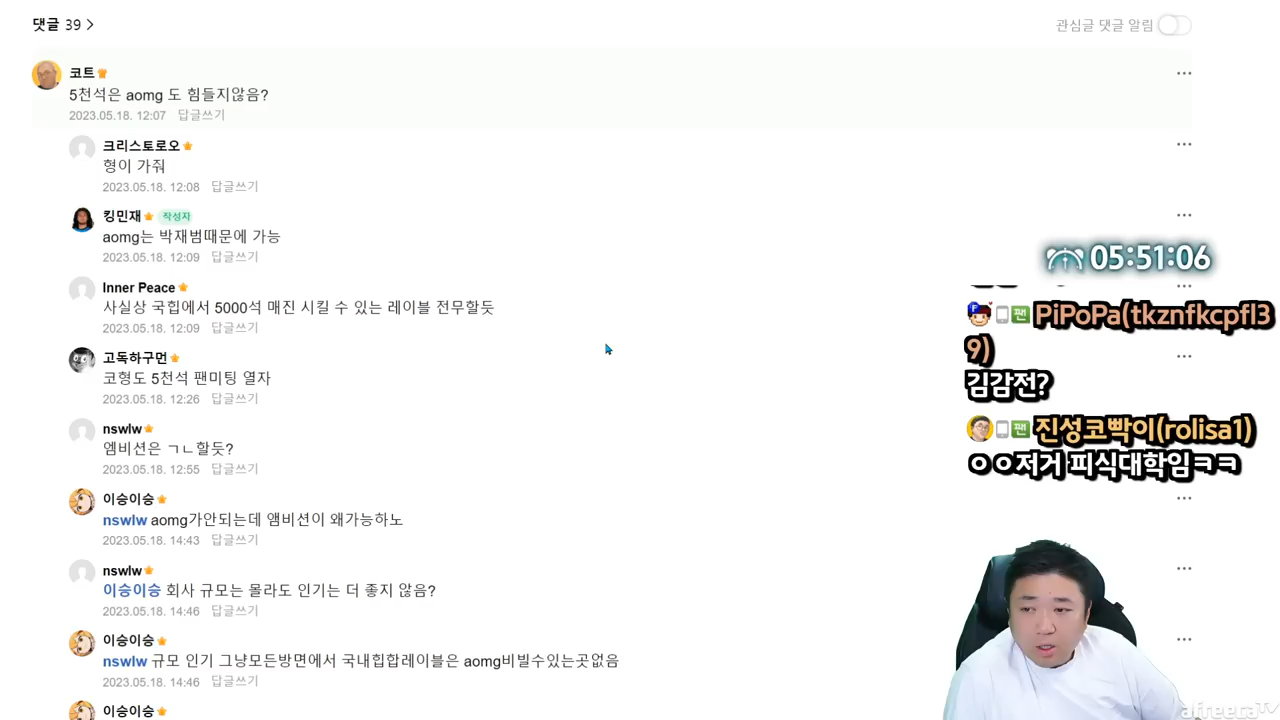 댓글 39 >
관심글 댓글 알림
코트
5천석은 aomg 도 힘들지않음?
2023.05.18. 12:07 답글쓰기
크리스토로오
형이 가줘
2023.05.18. 12:08 답글쓰기
킹민재 작성자
aomg는 박재범때문에 가능
2023.05.18. 12:09 답글쓰기
Inner Peace
사실상 국힙에서 5000석 매진 시킬 수 있는 레이블 전무할듯
2023.05.18. 12:09 답글쓰기
고독하구먼
코형도 5천석 팬미팅 열자
2023.05.18. 12:26 답글쓰기
nswlw
엠비션은 ㄱㄴ할듯?
2023.05.18. 12:55 답글쓰기
이승이승
nswlw aomg가안되는데 앰비션이 왜가능하노
2023.05.18. 14:43 답글쓰기
nswlw
이승이승 회사 규모는 몰라도 인기는 더 좋지 않음?
2023.05.18. 14:46 답글쓰기
이승이승
nswlw 규모 인기 그냥모든방면에서 국내힙합레이블은 aomg비빌수있는곳없음
2023.05.18. 14:46 답글쓰기
이승이승
05:51:06
F 팬 PiPoPa(tkznfkcpfl3
9)
김감전?
팬 진성코빡이(rolisa1)
ㅇㅇ저거 피식대학임ㅋㅋ
afreecaTV